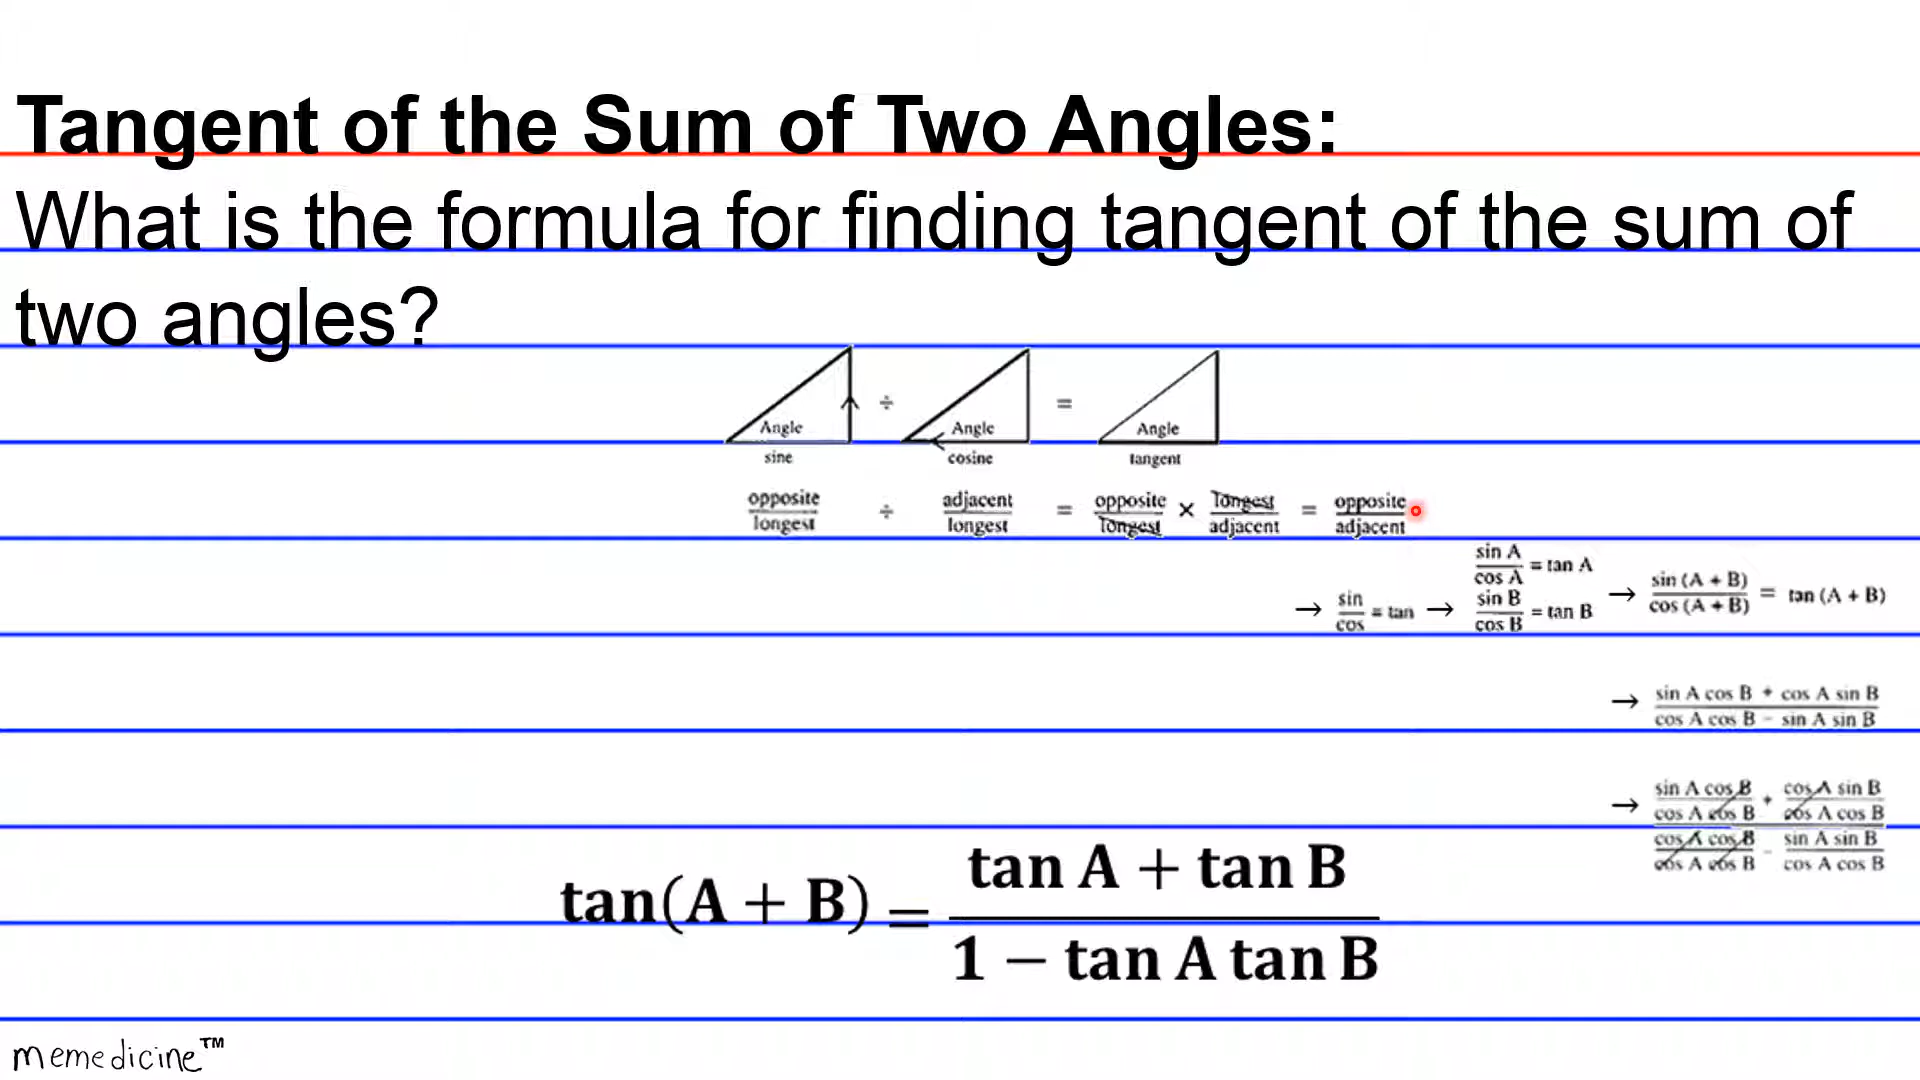 Tangent of the Sum of Two Angles:
What is the formula for finding tangent of the sum of
two angles?
Angle ÷ Angle = Angle
sine cosine tangent
opposite/longest ÷ adjacent/longest = opposite/longest × longest/adjacent = opposite/adjacent
→ sin/cos = tan → sin A/cos A = tan A
sin B/cos B = tan B
→ sin (A + B)/cos (A + B) = tan (A + B)
→ sin A cos B + cos A sin B
cos A cos B - sin A sin B
→ sin A cos B/cos A cos B + cos A sin B/cos A cos B
cos A cos B/cos A cos B - sin A sin B/cos A cos B
tan(A + B) = tan A + tan B
1 − tan A tan B
memedicine™